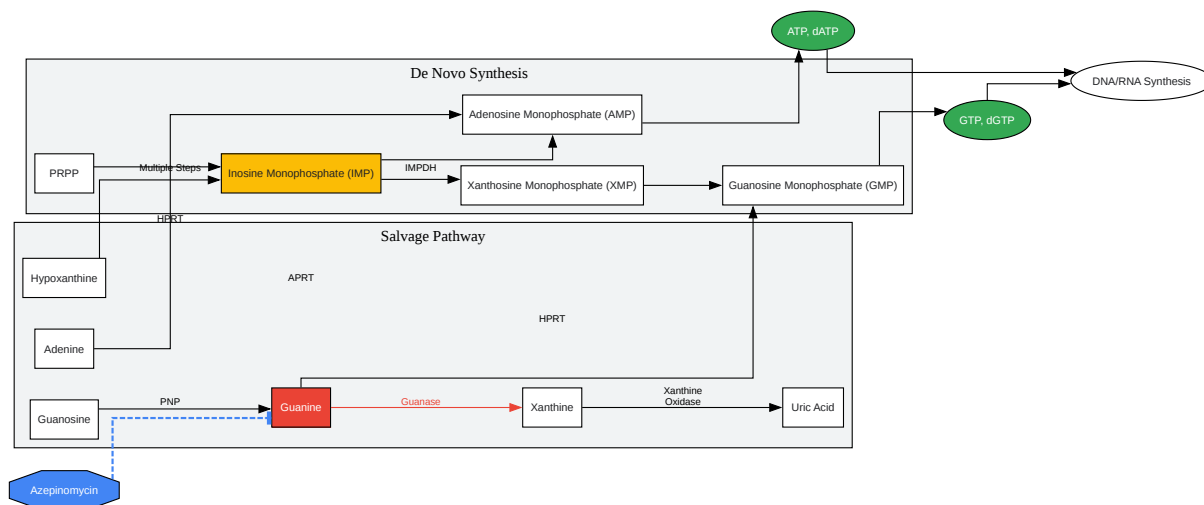 ATP, dATP
De Novo Synthesis
DNA/RNA Synthesis
Adenosine Monophosphate (AMP)
GTP, dGTP
PRPP
Multiple Steps
Inosine Monophosphate (IMP)
IMPDH
Xanthosine Monophosphate (XMP)
Guanosine Monophosphate (GMP)
HPRT
Salvage Pathway
Hypoxanthine
APRT
HPRT
Adenine
Guanosine
PNP
Guanine
Guanase
Xanthine
Xanthine
Oxidase
Uric Acid
Azepinomycin